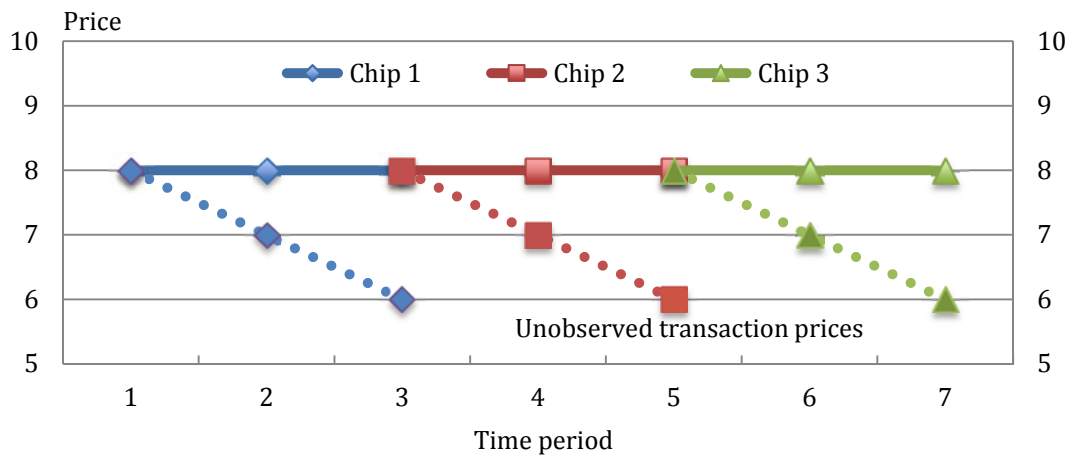 Price
10 10
Chip 1 Chip 2 Chip 3
9 9
8 8
7 7
6 6
Unobserved transaction prices
5 5
1 2 3 4 5 6 7
Time period